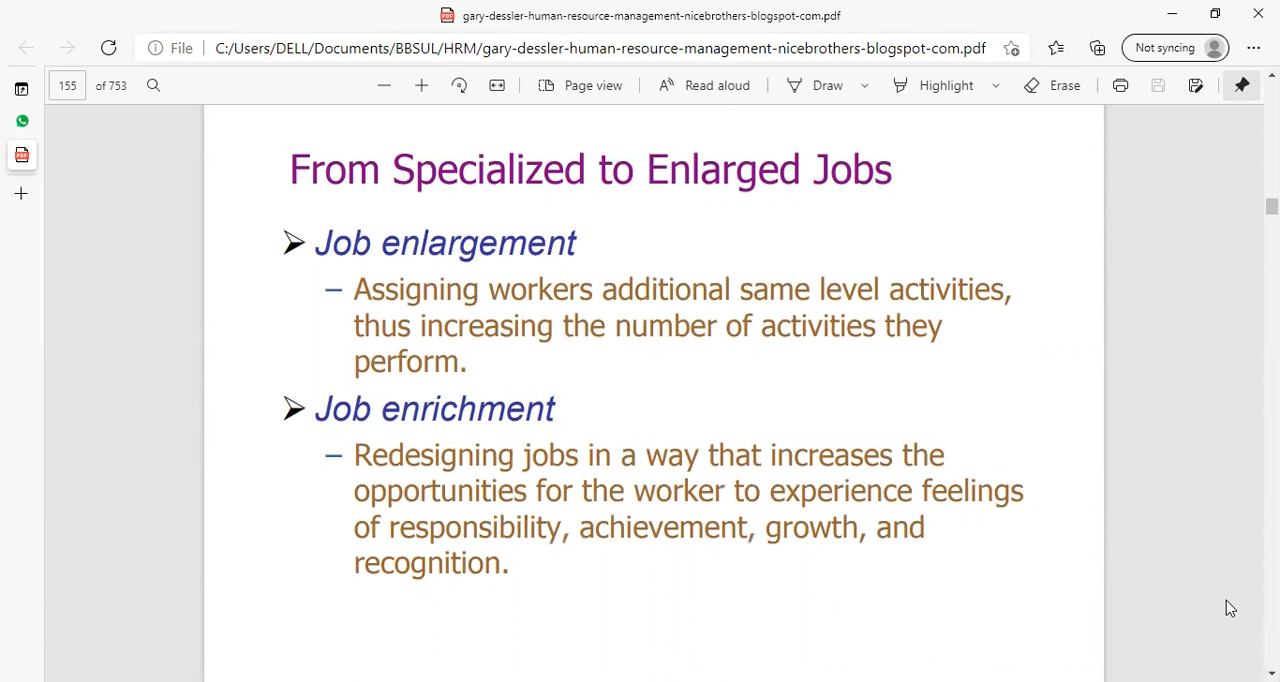 gary-dessler-human-resource-management-nicebrothers-blogspot-com.pdf
File | C:/Users/DELL/Documents/BBSUL/HRM/gary-dessler-human-resource-management-nicebrothers-blogspot-com.pdf Not syncing
155 of 753 Page view Read aloud Draw Highlight Erase
From Specialized to Enlarged Jobs
➢ Job enlargement
– Assigning workers additional same level activities,
thus increasing the number of activities they
perform.
➢ Job enrichment
– Redesigning jobs in a way that increases the
opportunities for the worker to experience feelings
of responsibility, achievement, growth, and
recognition.